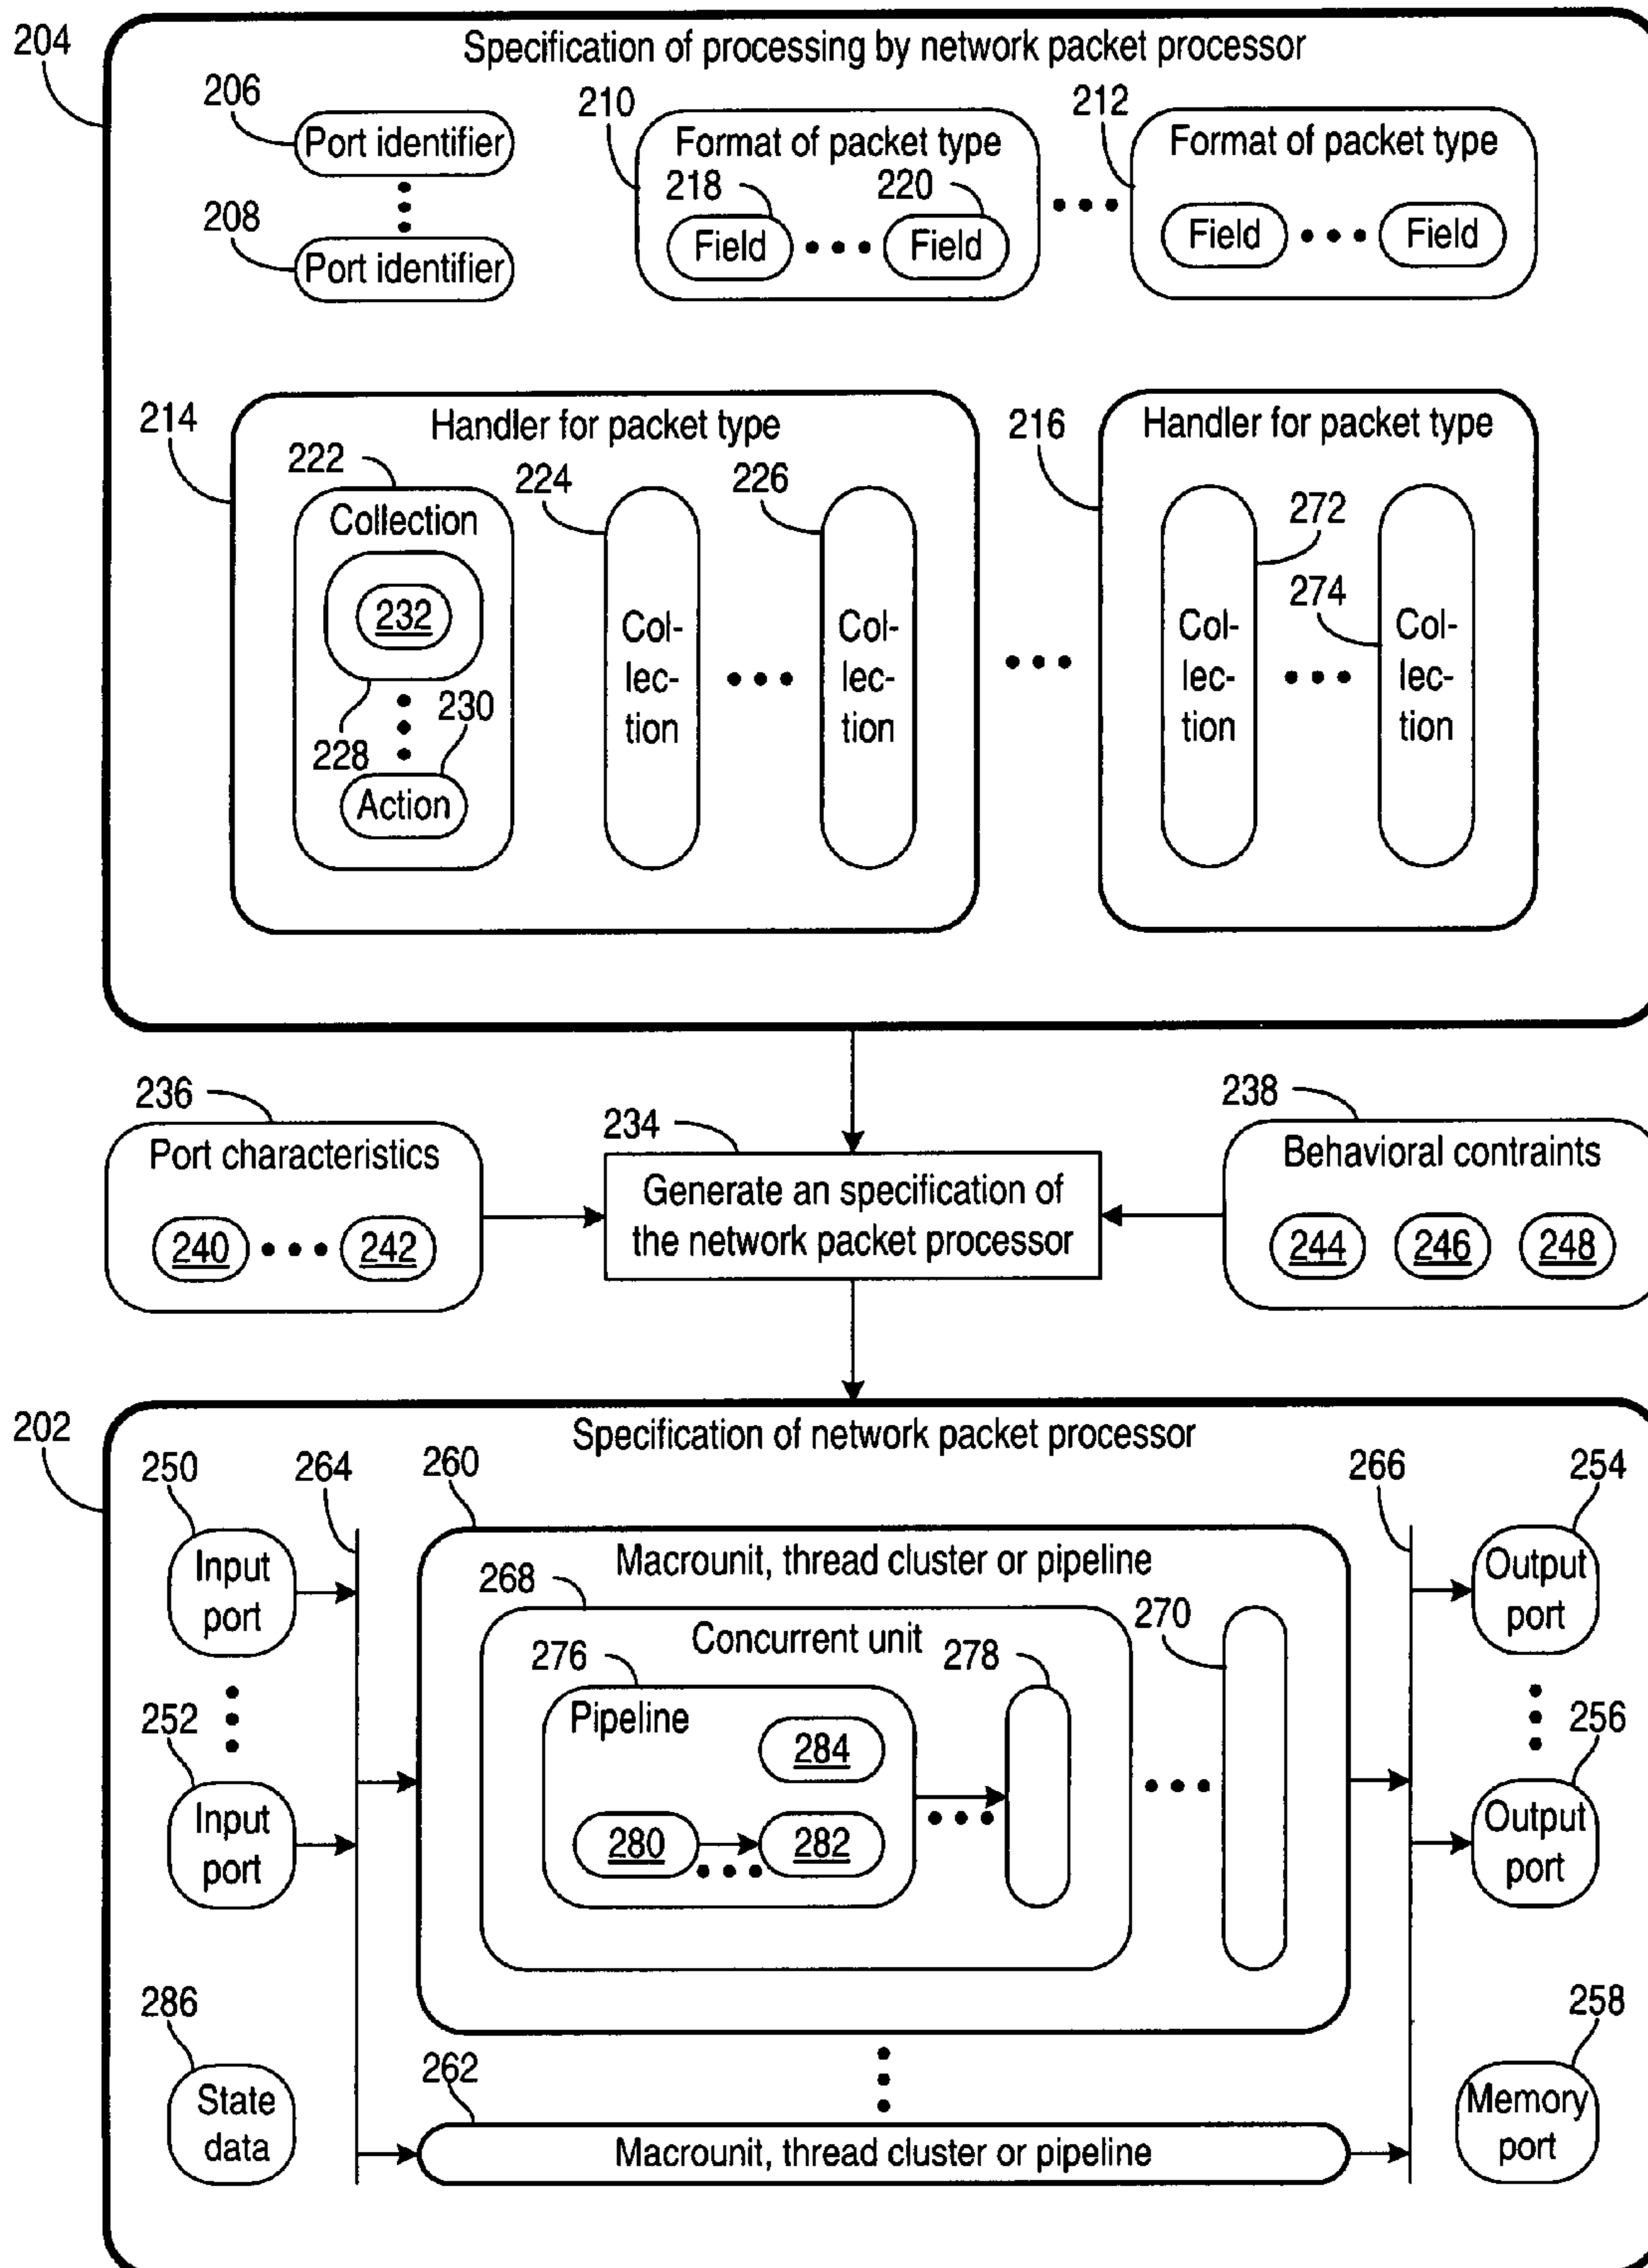 204
Specification of processing by network packet processor
206
Port identifier
208
Port identifier
210
Format of packet type
218
220
Field
Field
212
Format of packet type
Field
Field
214
Handler for packet type
222
Collection
232
228
230
Action
224
Col-
lec-
tion
226
Col-
lec-
tion
216
Handler for packet type
272
Col-
lec-
tion
274
Col-
lec-
tion
236
Port characteristics
240
242
234
Generate an specification of
the network packet processor
238
Behavioral contraints
244
246
248
202
Specification of network packet processor
250
Input
port
252
Input
port
286
State
data
264
260
Macrounit, thread cluster or pipeline
268
Concurrent unit
276
Pipeline
284
280
282
278
270
262
Macrounit, thread cluster or pipeline
266
254
Output
port
256
Output
port
258
Memory
port